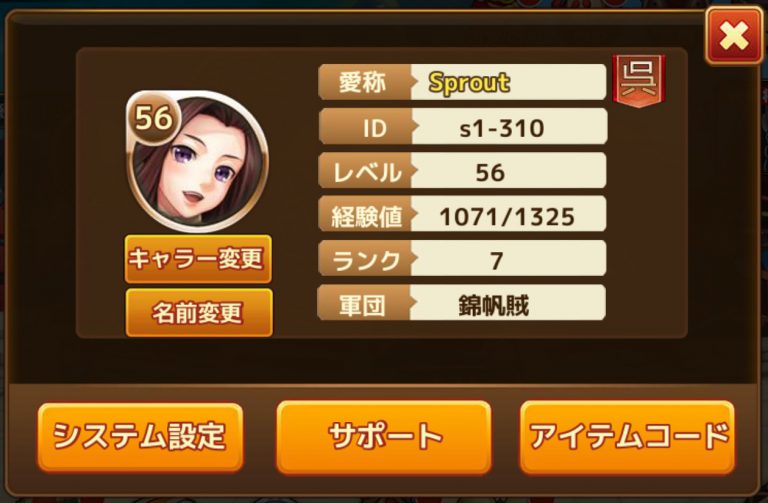 56
愛称 Sprout 呉
ID s1-310
レベル 56
経験値 1071/1325
ランク 7
軍団 錦帆賊
キャラー変更
名前変更
システム設定 サポート アイテムコード